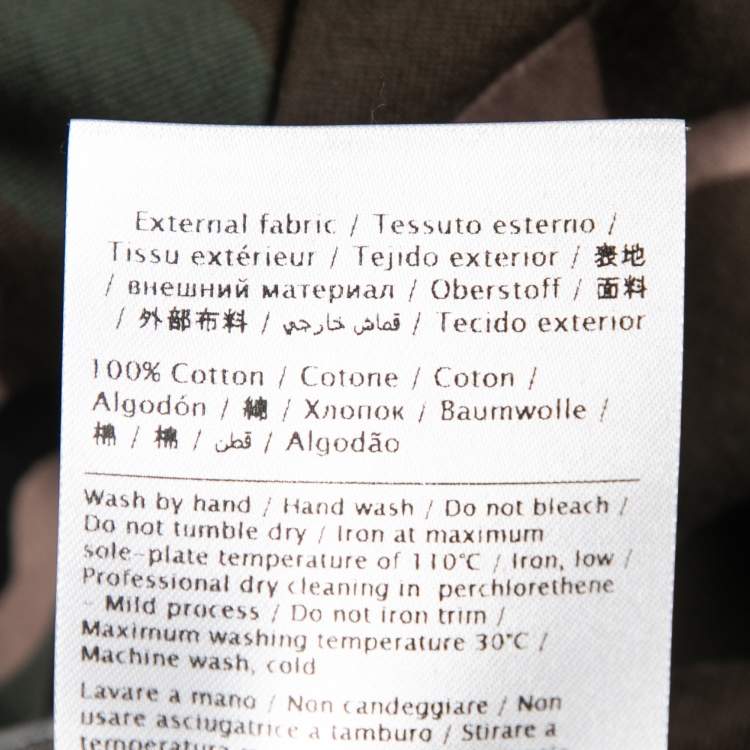 External fabric / Tessuto esterno /
Tissu extérieur / Tejido exterior / 表地
/ внешний материал / Oberstoff / 面料
/ 外部布料 / قماش خارجي / Tecido exterior
100% Cotton / Cotone / Coton /
Algodón / 綿 / Хлопок / Baumwolle /
棉 / 棉 / قطن / Algodão
Wash by hand / Hand wash / Do not bleach /
Do not tumble dry / Iron at maximum
sole-plate temperature of 110°C / Iron, low /
Professional dry cleaning in perchlorethene
- Mild process / Do not iron trim /
Maximum washing temperature 30°C /
Machine wash, cold
Lavare a mano / Non candeggiare / Non
usare asciugatrice a tamburo / Stirare a
temperatura